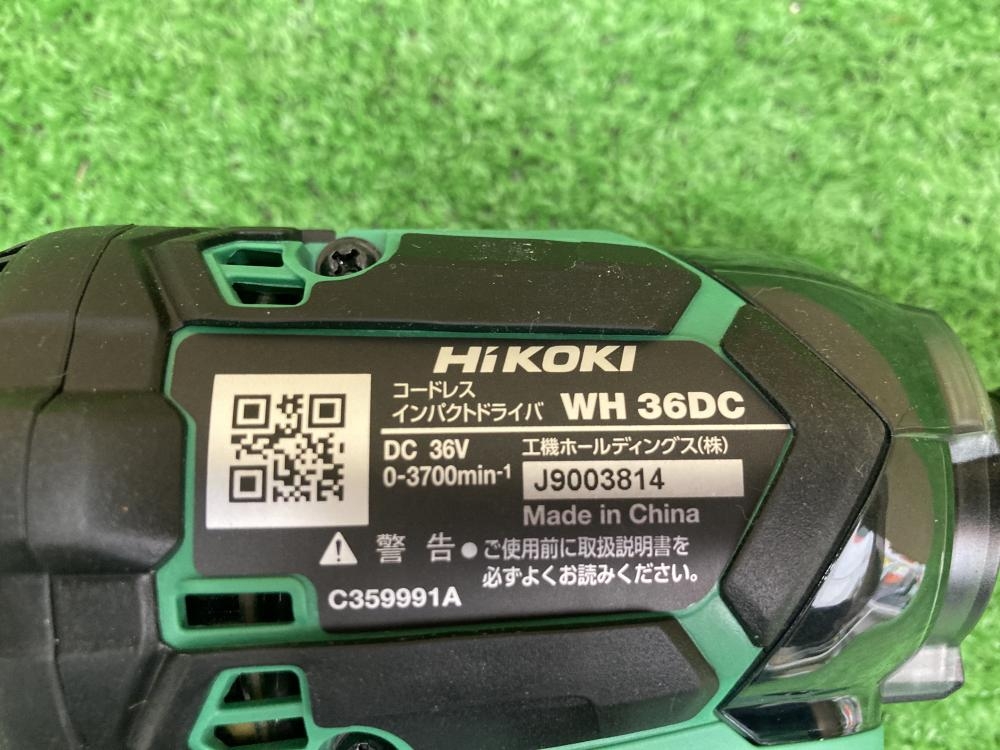 HiKOKI
コードレス
インパクトドライバ WH 36DC
DC 36V
0-3700min-1
工機ホールディングス(株)
J9003814
Made in China
⚠ 警告 ●ご使用前に取扱説明書を
必ずよくお読みください。
C359991A